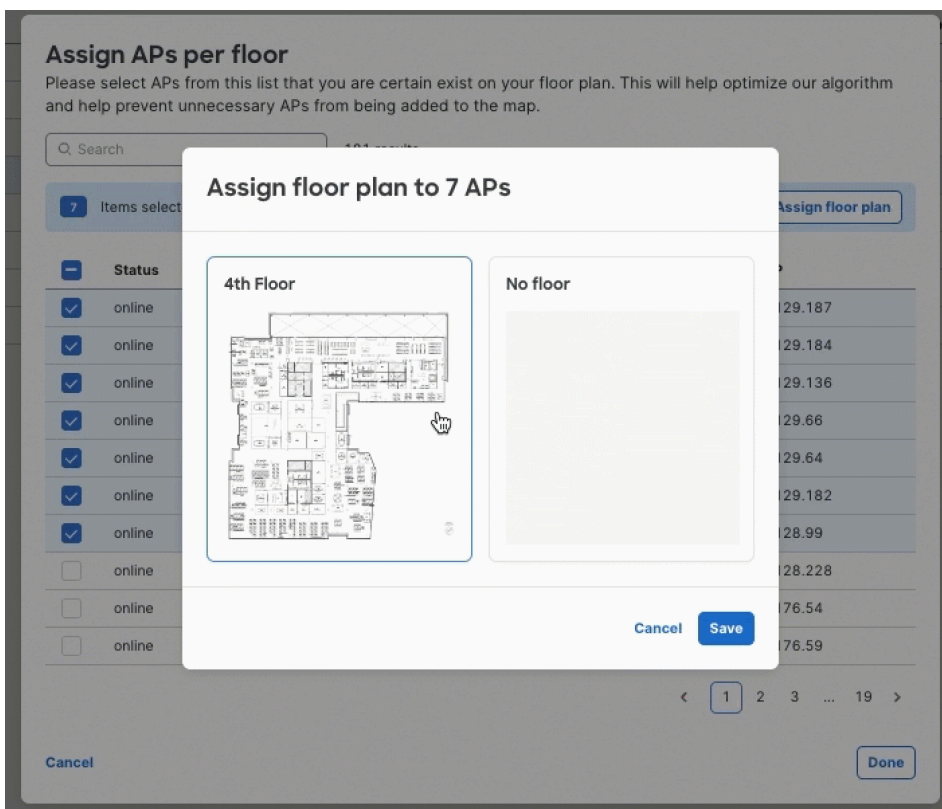 Assign APs per floor
Please select APs from this list that you are certain exist on your floor plan. This will help optimize our algorithm
and help prevent unnecessary APs from being added to the map.
Search
Assign floor plan to 7 APs
7 Items select Assign floor plan
Status
4th Floor No floor
online 129.187
online 129.184
online 129.136
online 129.66
online 129.64
online 129.182
online 128.99
online 128.228
online 176.54
online 176.59
Cancel Save
1 2 3 ... 19
Cancel Done